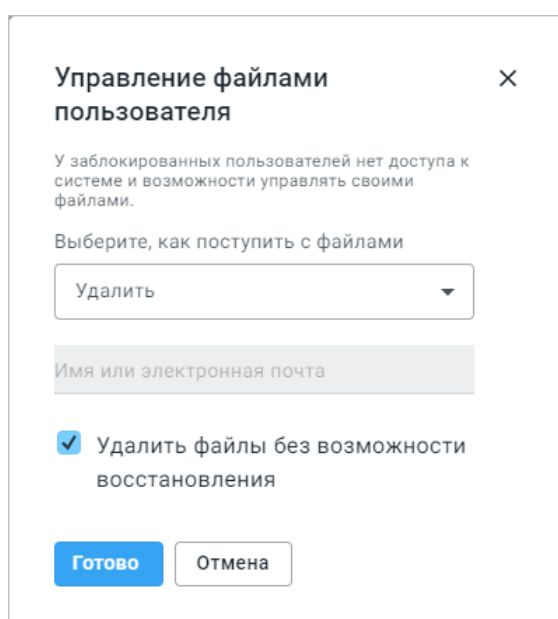 Управление файлами
пользователя
У заблокированных пользователей нет доступа к
системе и возможности управлять своими
файлами.
Выберите, как поступить с файлами
Удалить
Имя или электронная почта
Удалить файлы без возможности
восстановления
Готово
Отмена